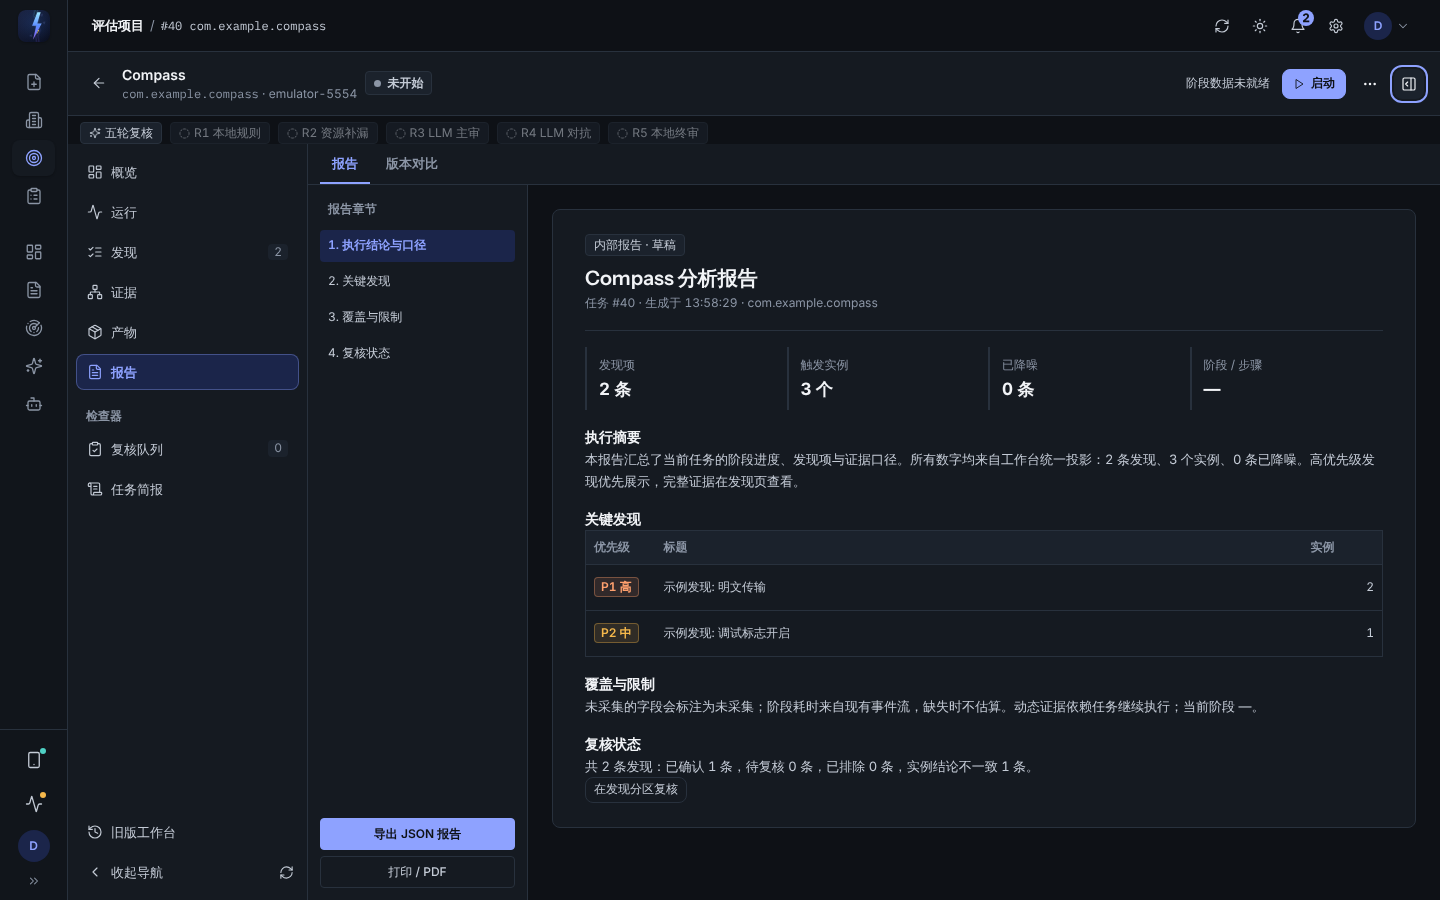 评估项目 / #40 com.example.compass
2
D
Compass
com.example.compass · emulator-5554
未开始
阶段数据未就绪
启动
五轮复核
R1 本地规则
R2 资源补漏
R3 LLM 主审
R4 LLM 对抗
R5 本地终审
概览
运行
发现 2
证据
产物
报告
检查器
复核队列 0
任务简报
旧版工作台
收起导航
D
报告
版本对比
报告章节
1. 执行结论与口径
2. 关键发现
3. 覆盖与限制
4. 复核状态
导出 JSON 报告
打印 / PDF
内部报告 · 草稿
Compass 分析报告
任务 #40 · 生成于 13:58:29 · com.example.compass
发现项
2 条
触发实例
3 个
已降噪
0 条
阶段 / 步骤
—
执行摘要
本报告汇总了当前任务的阶段进度、发现项与证据口径。所有数字均来自工作台统一投影：2 条发现、3 个实例、0 条已降噪。高优先级发
现优先展示，完整证据在发现页查看。
关键发现
优先级 标题 实例
P1 高 示例发现: 明文传输 2
P2 中 示例发现: 调试标志开启 1
覆盖与限制
未采集的字段会标注为未采集；阶段耗时来自现有事件流，缺失时不估算。动态证据依赖任务继续执行；当前阶段 —。
复核状态
共 2 条发现：已确认 1 条，待复核 0 条，已排除 0 条，实例结论不一致 1 条。
在发现分区复核